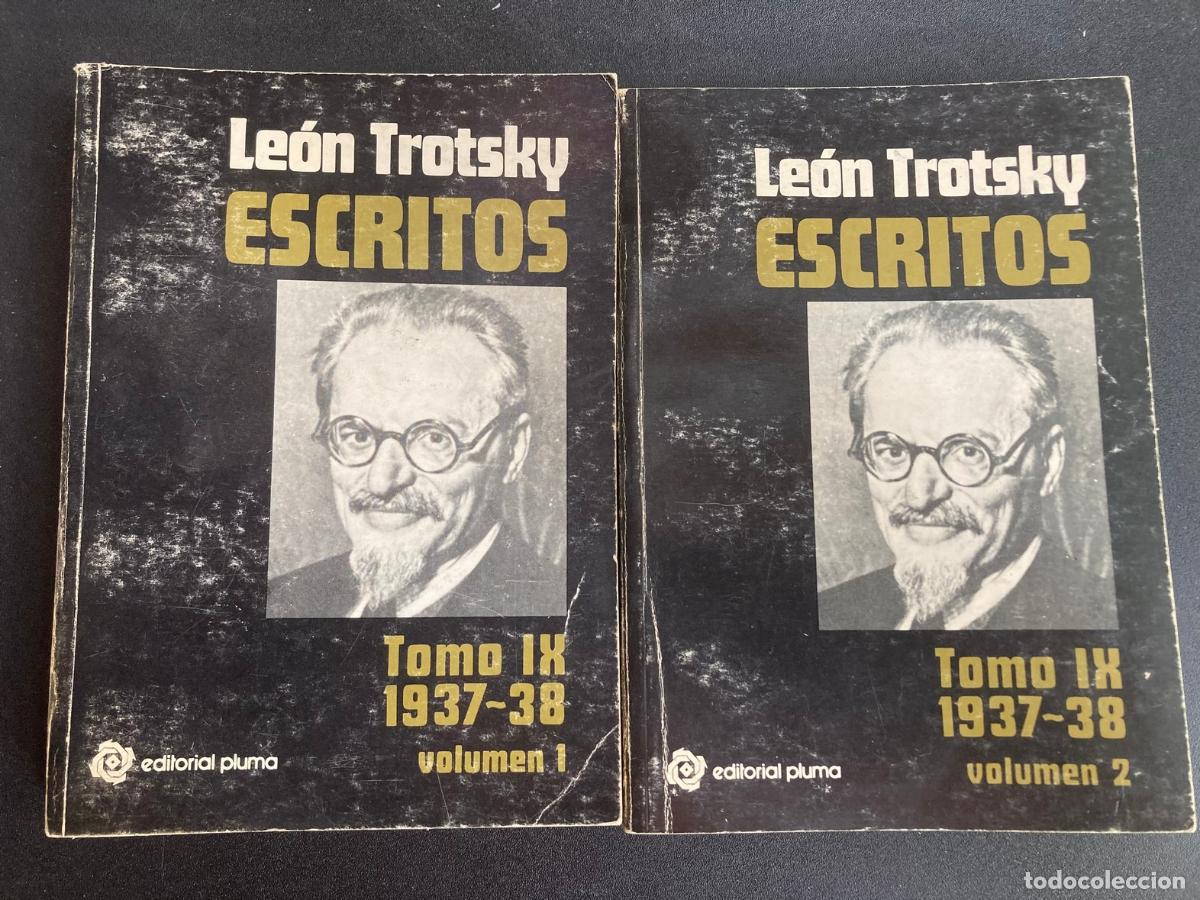 León Trotsky
ESCRITOS
Tomo IX
1937~38
volumen 1
editorial pluma
León Trotsky
ESCRITOS
Tomo IX
1937~38
volumen 2
editorial pluma
todocoleccion